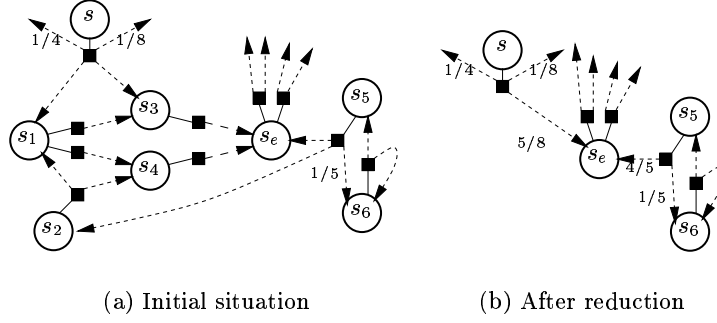 s
1/4
1/8
s3
s1
s4
se
s5
1/5
s2
s6
(a) Initial situation
s
1/4
1/8
5/8
se
s5
4/5
1/5
s6
(b) After reduction